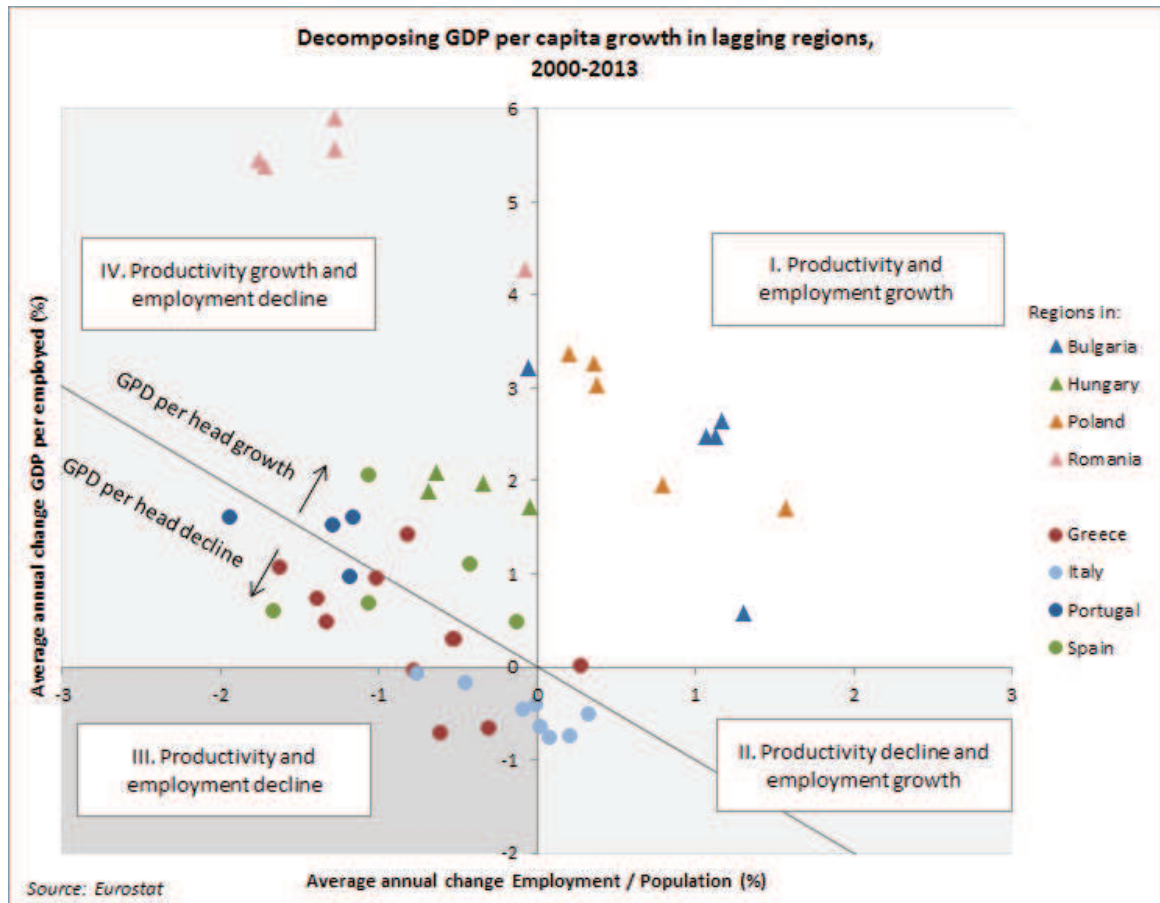 Decomposing GDP per capita growth in lagging regions,
2000-2013
6
5
4
3
2
1
0
-1
-2
-3
-2
-1
0
1
2
3
IV. Productivity growth and
employment decline
I. Productivity and
employment growth
GPD per head growth
GPD per head decline
III. Productivity and
employment decline
II. Productivity decline and
employment growth
Average annual change GDP per employed (%)
Average annual change Employment / Population (%)
Regions in:
Bulgaria
Hungary
Poland
Romania
Greece
Italy
Portugal
Spain
Source: Eurostat